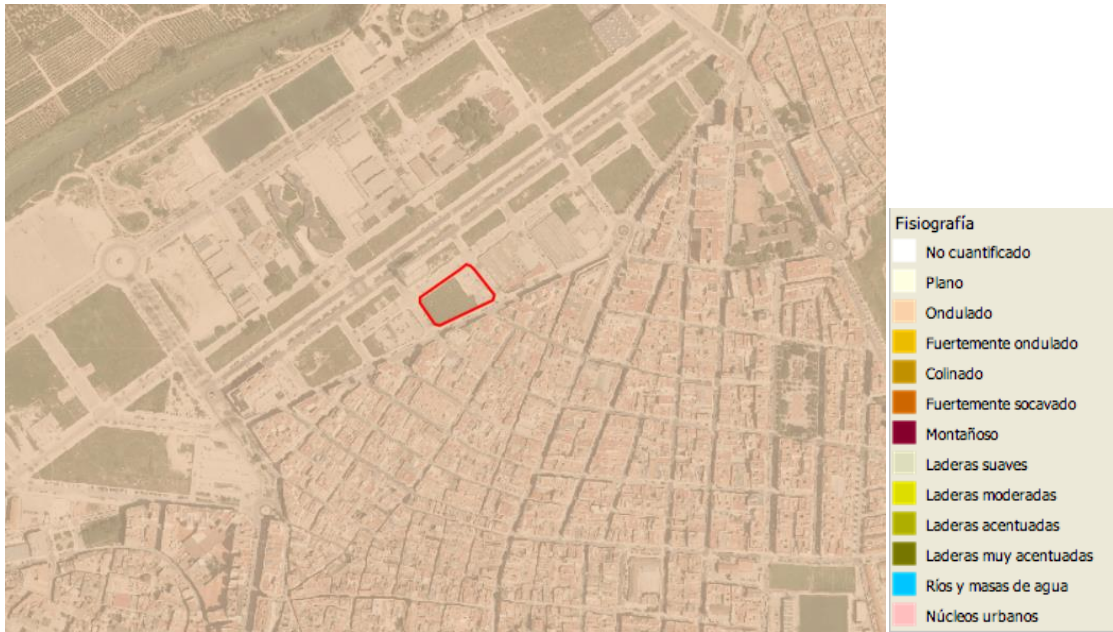 Fisiografía
No cuantificado
Plano
Ondulado
Fuertemente ondulado
Colinado
Fuertemente socavado
Montañoso
Laderas suaves
Laderas moderadas
Laderas acentuadas
Laderas muy acentuadas
Ríos y masas de agua
Núcleos urbanos